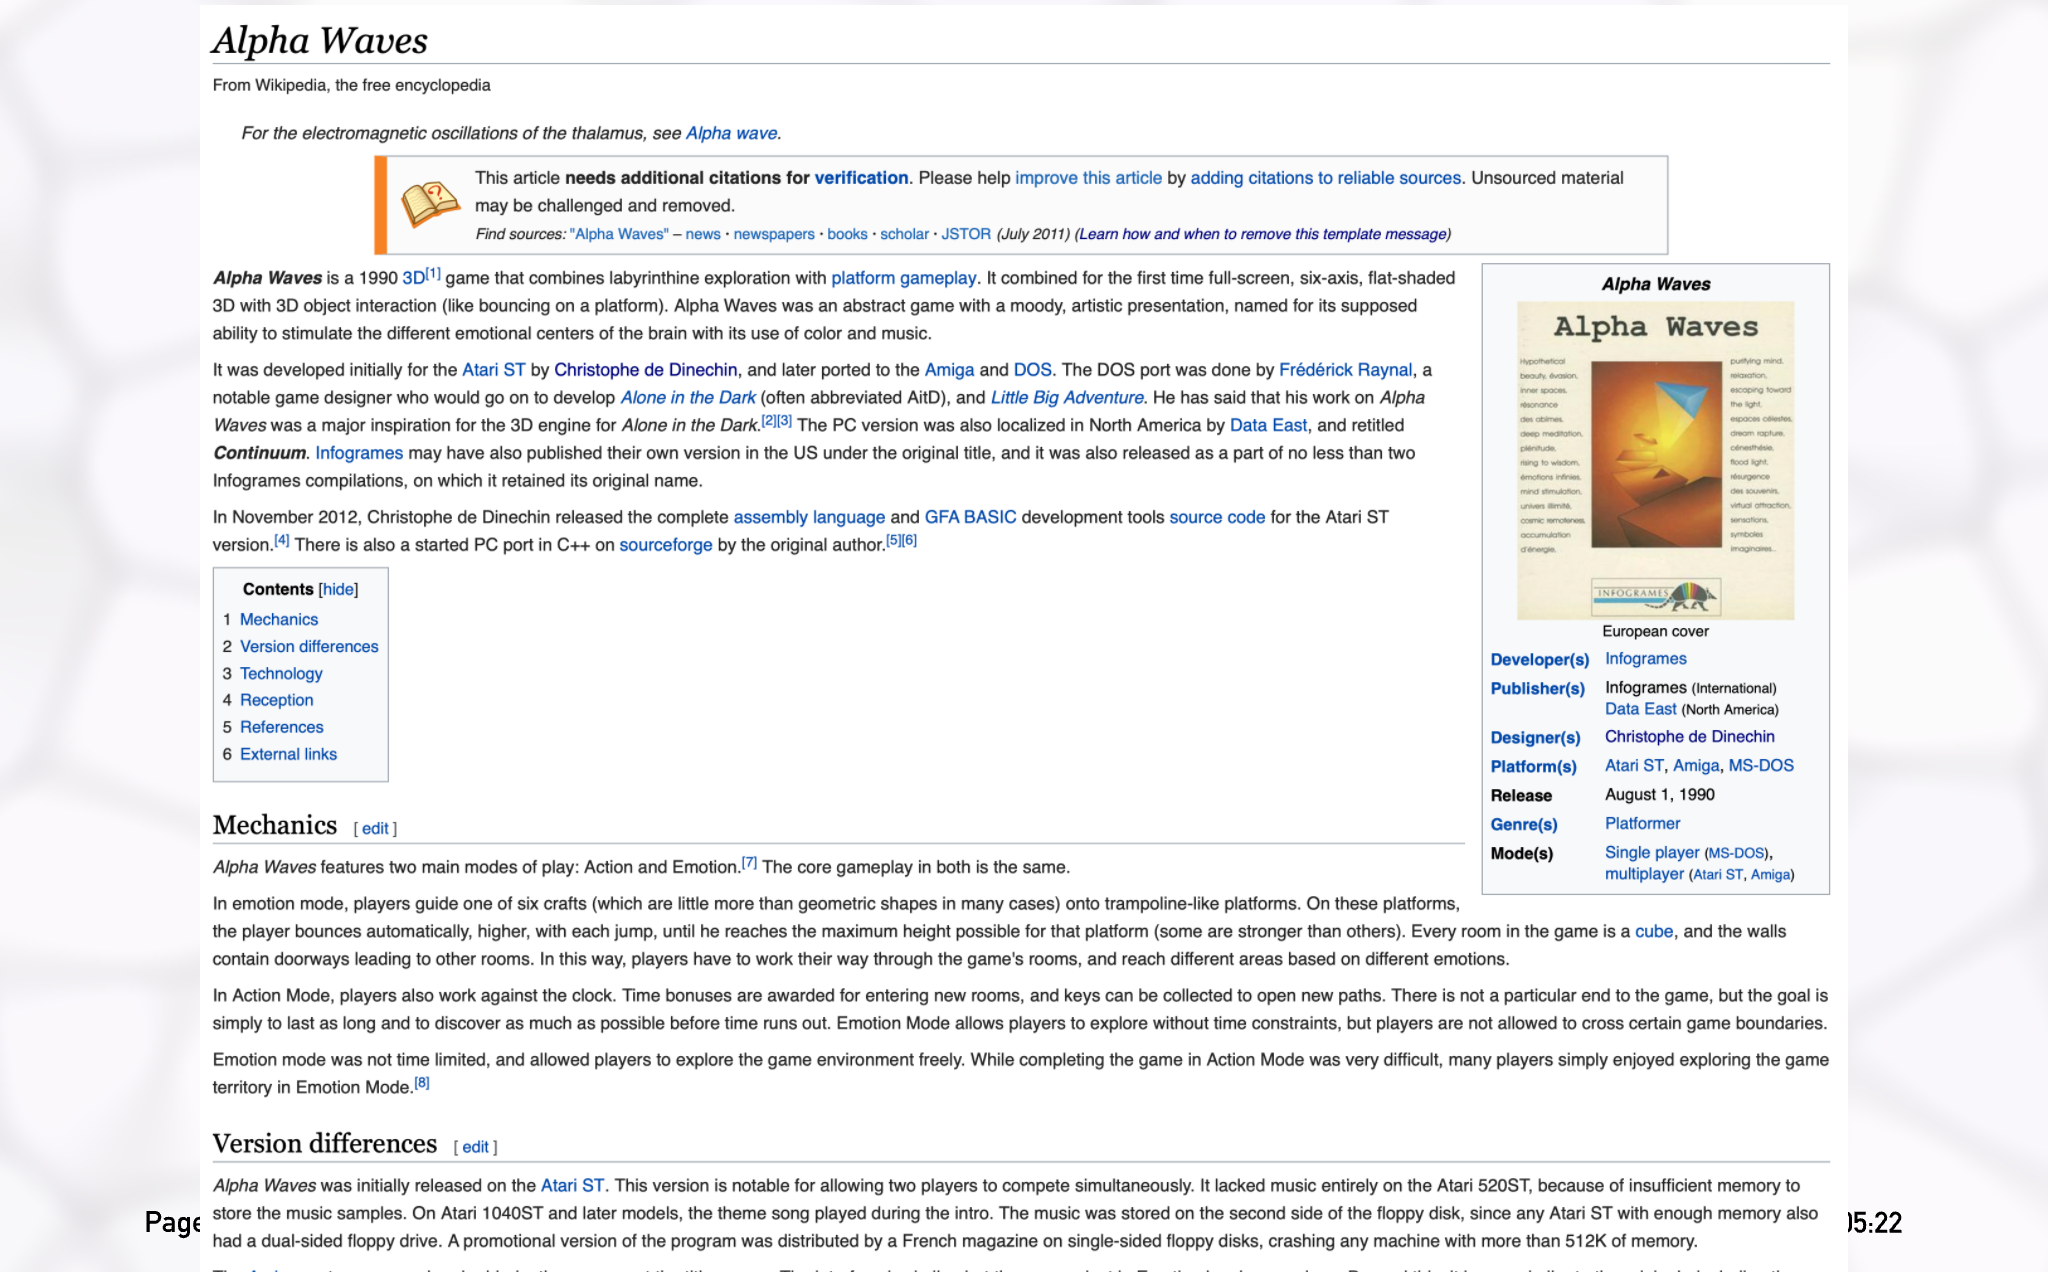 Alpha Waves
From Wikipedia, the free encyclopedia
For the electromagnetic oscillations of the thalamus, see Alpha wave.
This article needs additional citations for verification. Please help improve this article by adding citations to reliable sources. Unsourced material
may be challenged and removed.
Find sources: "Alpha Waves" – news · newspapers · books · scholar · JSTOR (July 2011) (Learn how and when to remove this template message)
Alpha Waves is a 1990 3D[1] game that combines labyrinthine exploration with platform gameplay. It combined for the first time full-screen, six-axis, flat-shaded
3D with 3D object interaction (like bouncing on a platform). Alpha Waves was an abstract game with a moody, artistic presentation, named for its supposed
ability to stimulate the different emotional centers of the brain with its use of color and music.
It was developed initially for the Atari ST by Christophe de Dinechin, and later ported to the Amiga and DOS. The DOS port was done by Frédérick Raynal, a
notable game designer who would go on to develop Alone in the Dark (often abbreviated AitD), and Little Big Adventure. He has said that his work on Alpha
Waves was a major inspiration for the 3D engine for Alone in the Dark.[2][3] The PC version was also localized in North America by Data East, and retitled
Continuum. Infogrames may have also published their own version in the US under the original title, and it was also released as a part of no less than two
Infogrames compilations, on which it retained its original name.
In November 2012, Christophe de Dinechin released the complete assembly language and GFA BASIC development tools source code for the Atari ST
version.[4] There is also a started PC port in C++ on sourceforge by the original author.[5][6]
Contents [hide]
1 Mechanics
2 Version differences
3 Technology
4 Reception
5 References
6 External links
Alpha Waves
Alpha Waves
Hypothetical
beauty, évasion,
inner spaces,
résonance
des abîmes,
deep meditation,
plénitude,
rising to wisdom,
émotions infinies,
mind stimulation,
univers illimité,
cosmic remoteness,
accumulation
d'énergie,
purifying mind,
relaxation,
escaping toward
the light,
espaces célestes,
dream rapture,
cénesthésie,
flood light,
résurgence
des souvenirs,
virtual attraction,
sensations,
symboles
imaginaires..
INFOGRAMES
European cover
Developer(s) Infogrames
Publisher(s) Infogrames (International)
Data East (North America)
Designer(s) Christophe de Dinechin
Platform(s) Atari ST, Amiga, MS-DOS
Release August 1, 1990
Genre(s) Platformer
Mode(s) Single player (MS-DOS),
multiplayer (Atari ST, Amiga)
Mechanics [ edit ]
Alpha Waves features two main modes of play: Action and Emotion.[7] The core gameplay in both is the same.
In emotion mode, players guide one of six crafts (which are little more than geometric shapes in many cases) onto trampoline-like platforms. On these platforms,
the player bounces automatically, higher, with each jump, until he reaches the maximum height possible for that platform (some are stronger than others). Every room in the game is a cube, and the walls
contain doorways leading to other rooms. In this way, players have to work their way through the game's rooms, and reach different areas based on different emotions.
In Action Mode, players also work against the clock. Time bonuses are awarded for entering new rooms, and keys can be collected to open new paths. There is not a particular end to the game, but the goal is
simply to last as long and to discover as much as possible before time runs out. Emotion Mode allows players to explore without time constraints, but players are not allowed to cross certain game boundaries.
Emotion mode was not time limited, and allowed players to explore the game environment freely. While completing the game in Action Mode was very difficult, many players simply enjoyed exploring the game
territory in Emotion Mode.[8]
Version differences [ edit ]
Alpha Waves was initially released on the Atari ST. This version is notable for allowing two players to compete simultaneously. It lacked music entirely on the Atari 520ST, because of insufficient memory to
store the music samples. On Atari 1040ST and later models, the theme song played during the intro. The music was stored on the second side of the floppy disk, since any Atari ST with enough memory also
had a dual-sided floppy drive. A promotional version of the program was distributed by a French magazine on single-sided floppy disks, crashing any machine with more than 512K of memory.
Page
5:22